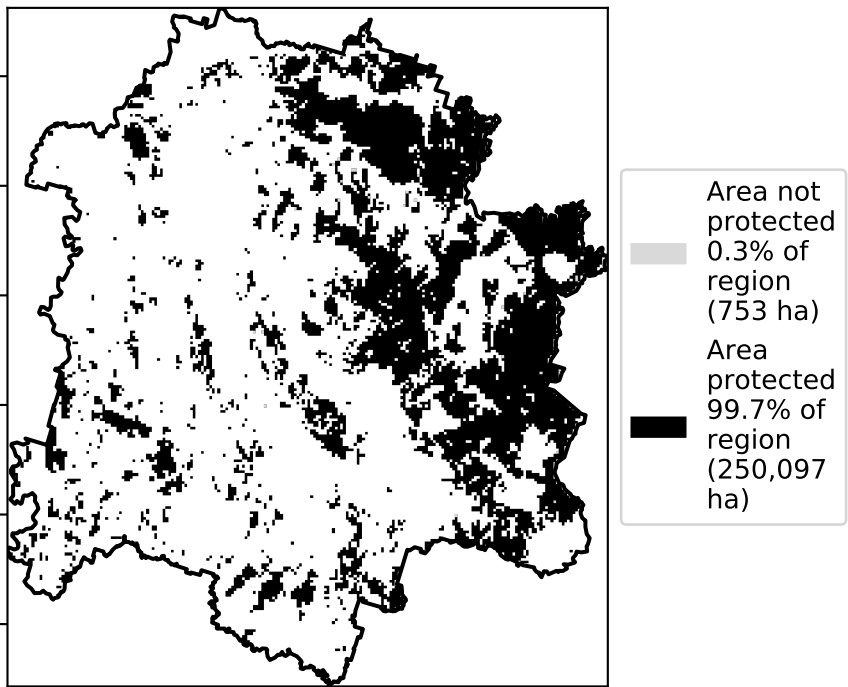 Area not
protected
0.3% of
region
(753 ha)
Area
protected
99.7% of
region
(250,097
ha)